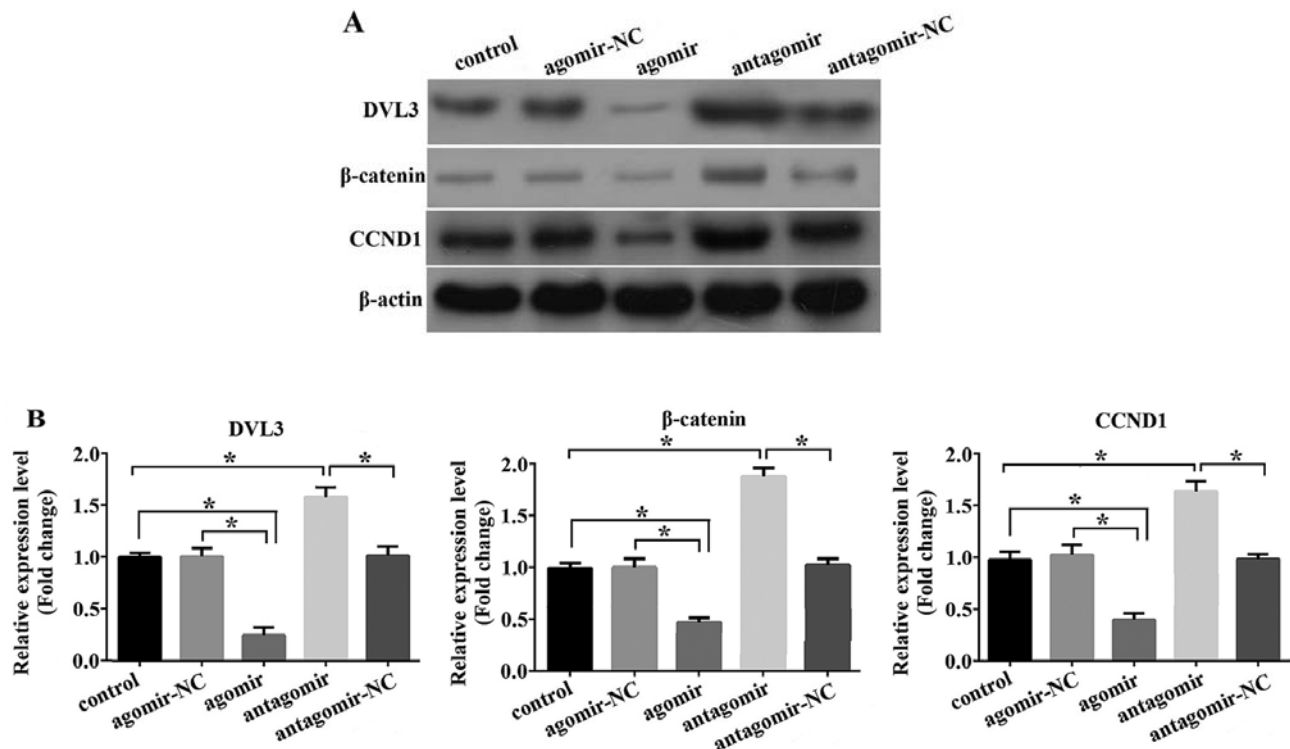 A
control agomir-NC agomir antagomir antagomir-NC
DVL3
β-catenin
CCND1
β-actin
B
DVL3
Relative expression level
(Fold change)
2.0
1.5
1.0
0.5
0.0
* * * *
control agomir-NC agomir antagomir antagomir-NC
β-catenin
Relative expression level
(Fold change)
2.0
1.5
1.0
0.5
0.0
* * * *
control agomir-NC agomir antagomir antagomir-NC
CCND1
Relative expression level
(Fold change)
2.0
1.5
1.0
0.5
0.0
* * * *
control agomir-NC agomir antagomir antagomir-NC